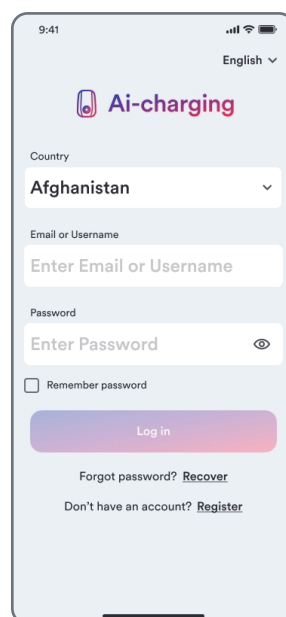 9:41
English
Ai-charging
Country
Afghanistan
Email or Username
Enter Email or Username
Password
Enter Password
Remember password
Log in
Forgot password? Recover
Don't have an account? Register